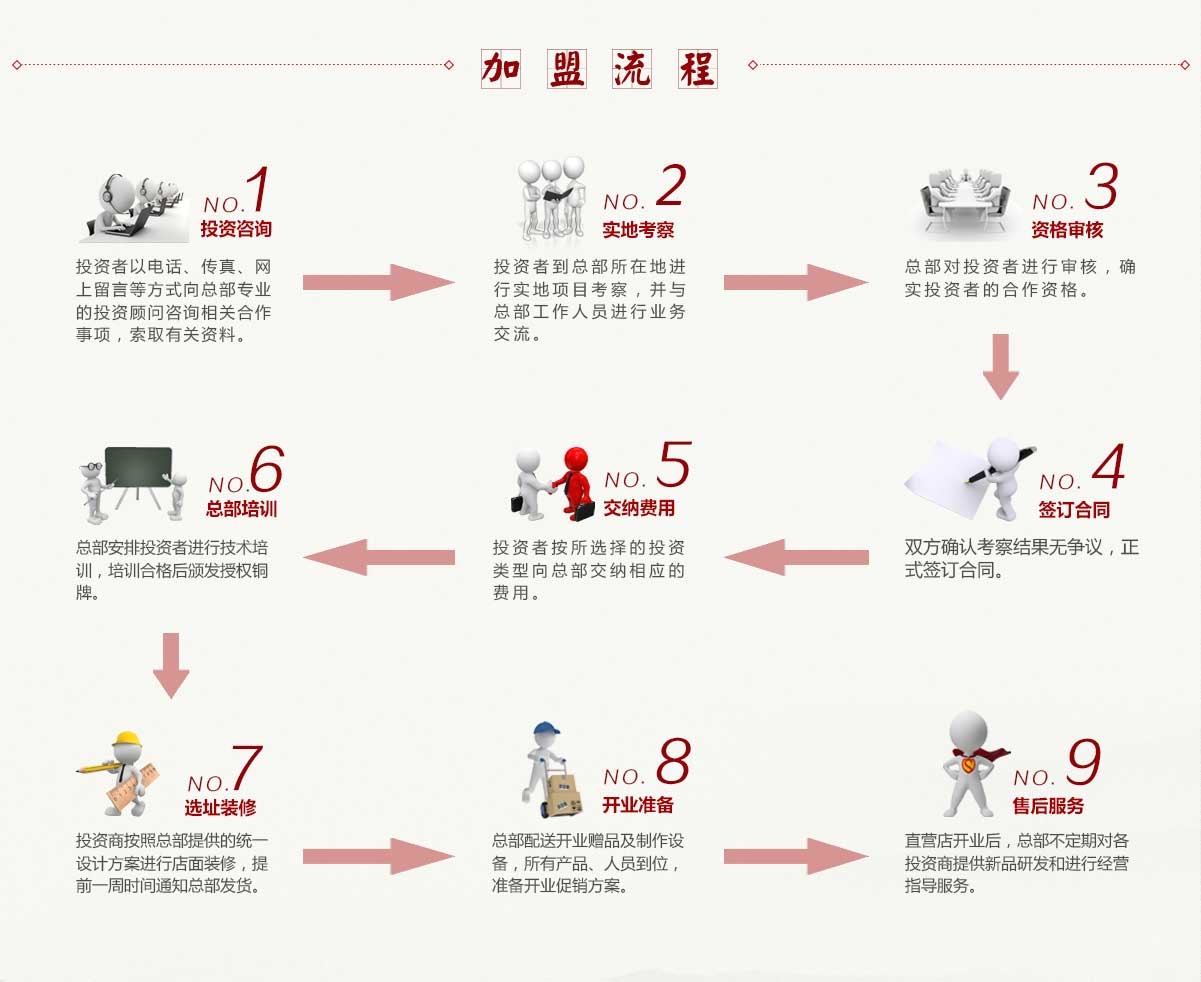 加盟流程
NO.1
投资咨询
投资者以电话、传真、网
上留言等方式向总部专业
的投资顾问咨询相关合作
事项，索取有关资料。
NO.2
实地考察
投资者到总部所在地进
行实地项目考察，并与
总部工作人员进行业务
交流。
NO.3
资格审核
总部对投资者进行审核，确
实投资者的合作资格。
NO.4
签订合同
双方确认考察结果无争议，正
式签订合同。
NO.5
交纳费用
投资者按所选择的投资
类型向总部交纳相应的
费用。
NO.6
总部培训
总部安排投资者进行技术培
训，培训合格后颁发授权铜
牌。
NO.7
选址装修
投资商按照总部提供的统一
设计方案进行店面装修，提
前一周时间通知总部发货。
NO.8
开业准备
总部配送开业赠品及制作设
备，所有产品、人员到位，
准备开业促销方案。
NO.9
售后服务
直营店开业后，总部不定期对各
投资商提供新品研发和进行经营
指导服务。